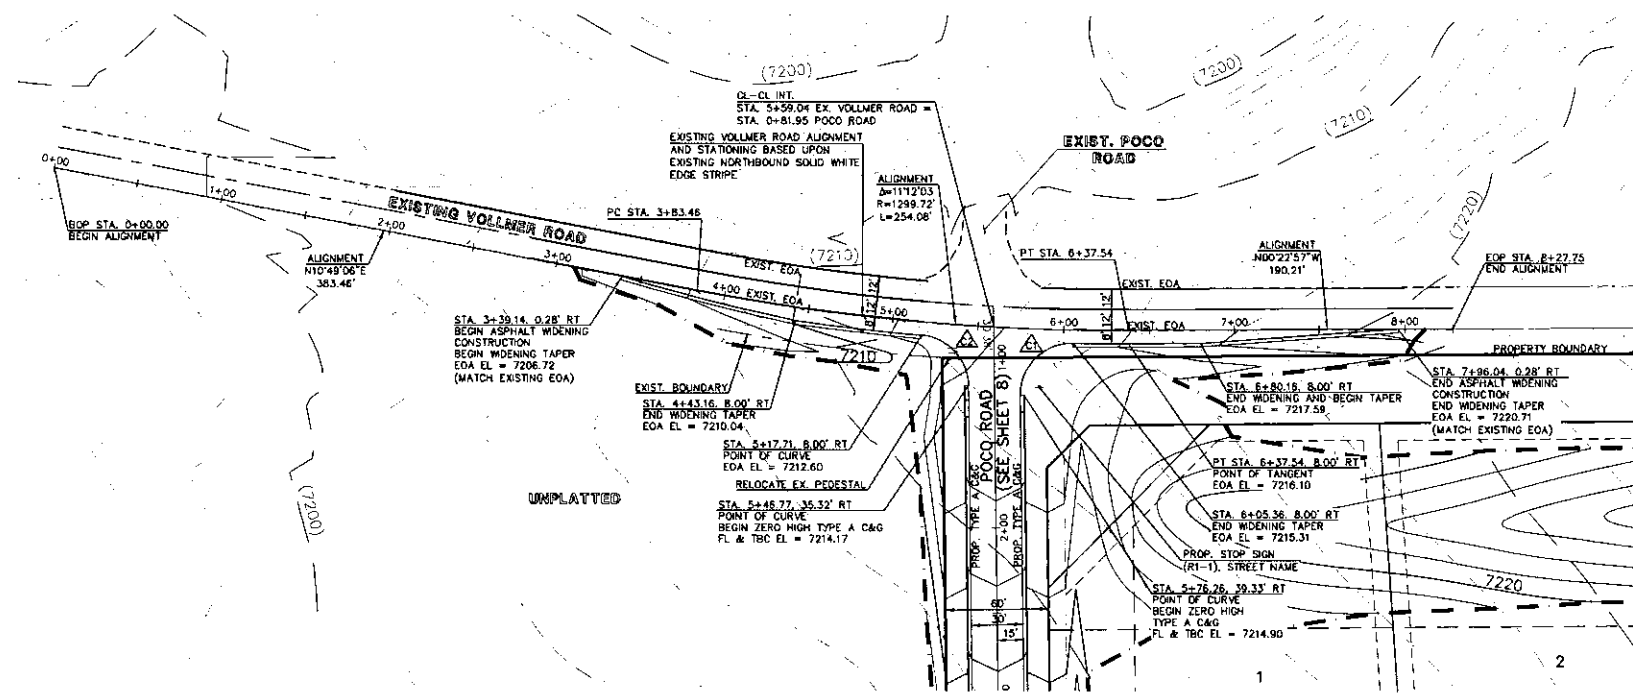 (7200)
(7200)
(7210)
CL-CL INT.
STA. 5+59.04 EX. VOLLMER ROAD =
STA. 0+81.95 POCO ROAD
EXISTING VOLLMER ROAD ALIGNMENT
AND STATIONING BASED UPON
EXISTING NORTHBOUND SOLID WHITE
EDGE STRIPE
EXIST. POCO
ROAD
ALIGNMENT
Δ=11°12'03
R=1299.72'
L=254.08'
0+00
1+00
2+00
3+00
4+00
5+00
6+00
7+00
8+00
BOP STA. 0+00.00
BEGIN ALIGNMENT
EXISTING VOLLMER ROAD
PC STA. 3+83.46
(7210)
(7220)
ALIGNMENT
N10°49'06"E
383.46'
EXIST. EOA
EXIST. EOA
8' 12' 12'
PT STA. 6+37.54
ALIGNMENT
N00°22'57"W
190.21'
EOP STA. 8+27.75
END ALIGNMENT
EXIST. EOA
EXIST. EOA
8' 12' 12'
STA. 3+39.14, 0.28' RT
BEGIN ASPHALT WIDENING
CONSTRUCTION
BEGIN WIDENING TAPER
EOA EL = 7206.72
(MATCH EXISTING EOA)
7210
C2
C1
PROPERTY BOUNDARY
EXIST. BOUNDARY
STA. 4+43.16, 8.00' RT
END WIDENING TAPER
EOA EL = 7210.04
STA. 5+17.71, 8.00' RT
POINT OF CURVE
EOA EL = 7212.60
RELOCATE EX. PEDESTAL
STA. 5+46.77, 35.32' RT
POINT OF CURVE
BEGIN ZERO HIGH TYPE A C&G
FL & TBC EL = 7214.17
UNPLATTED
(7200)
1+00
POCO ROAD
(SEE SHEET 8)
PROP. TYPE A C&G
2+00
PROP. TYPE A C&G
60'
30'
15'
STA. 6+80.16, 8.00' RT
END WIDENING AND BEGIN TAPER
EOA EL = 7217.59
STA. 7+96.04, 0.28' RT
END ASPHALT WIDENING
CONSTRUCTION
END WIDENING TAPER
EOA EL = 7220.71
(MATCH EXISTING EOA)
PT STA. 6+37.54, 8.00' RT
POINT OF TANGENT
EOA EL = 7216.10
STA. 6+05.36, 8.00' RT
END WIDENING TAPER
EOA EL = 7215.31
PROP. STOP SIGN
(R1-1), STREET NAME
STA. 5+76.26, 39.33' RT
POINT OF CURVE
BEGIN ZERO HIGH
TYPE A C&G
FL & TBC EL = 7214.90
7220
1
2